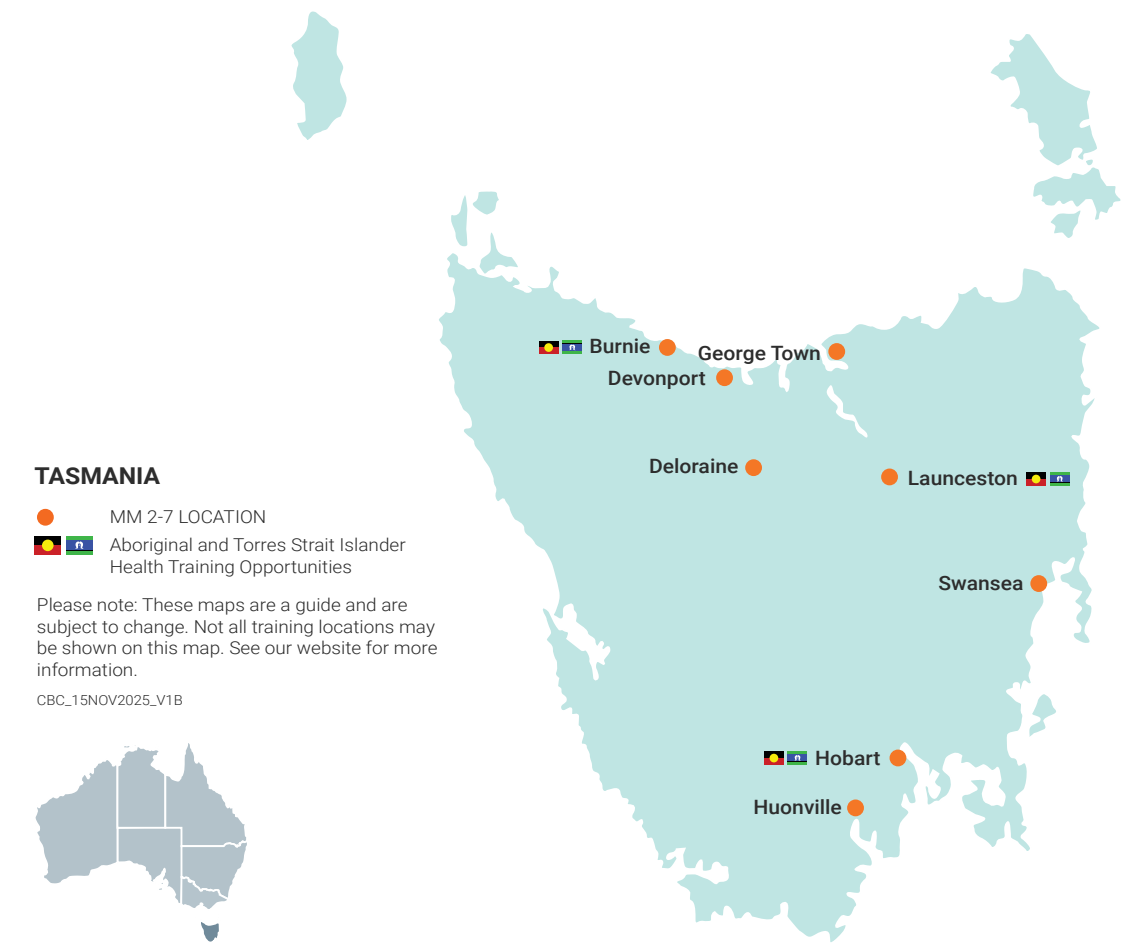 Burnie
George Town
Devonport
Deloraine
Launceston
TASMANIA
MM 2-7 LOCATION
Aboriginal and Torres Strait Islander
Health Training Opportunities
Swansea
Please note: These maps are a guide and are
subject to change. Not all training locations may
be shown on this map. See our website for more
information.
CBC_15NOV2025_V1B
Hobart
Huonville